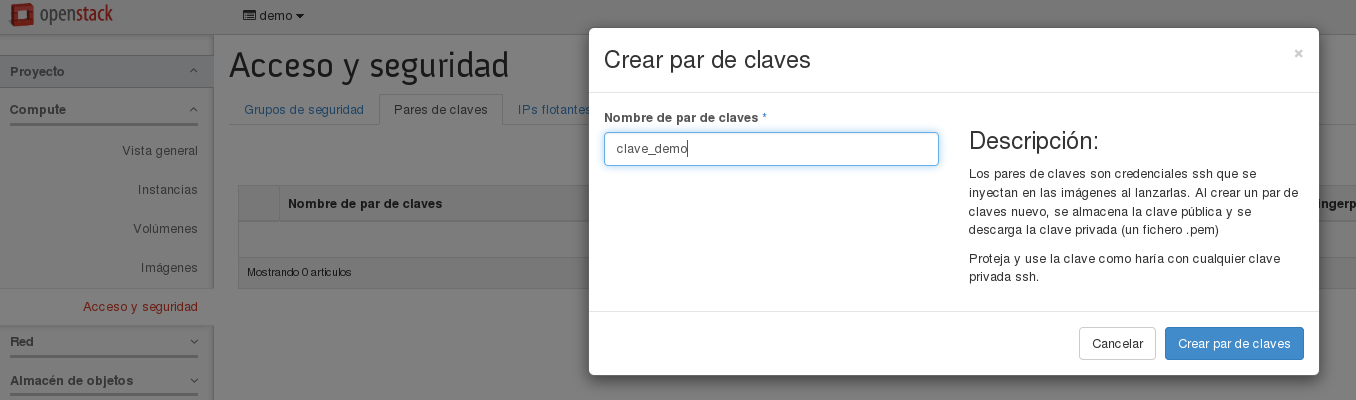 openstack
demo
Proyecto
Compute
Vista general
Instancias
Volúmenes
Imágenes
Acceso y seguridad
Red
Almacén de objetos
Acceso y seguridad
Grupos de seguridad
Pares de claves
IPs flotantes
Nombre de par de claves
ingerp
Mostrando 0 artículos
Crear par de claves
×
Nombre de par de claves *
clave_demo
Descripción:
Los pares de claves son credenciales ssh que se
inyectan en las imágenes al lanzarlas. Al crear un par de
claves nuevo, se almacena la clave pública y se
descarga la clave privada (un fichero .pem)
Proteja y use la clave como haría con cualquier clave
privada ssh.
Cancelar
Crear par de claves